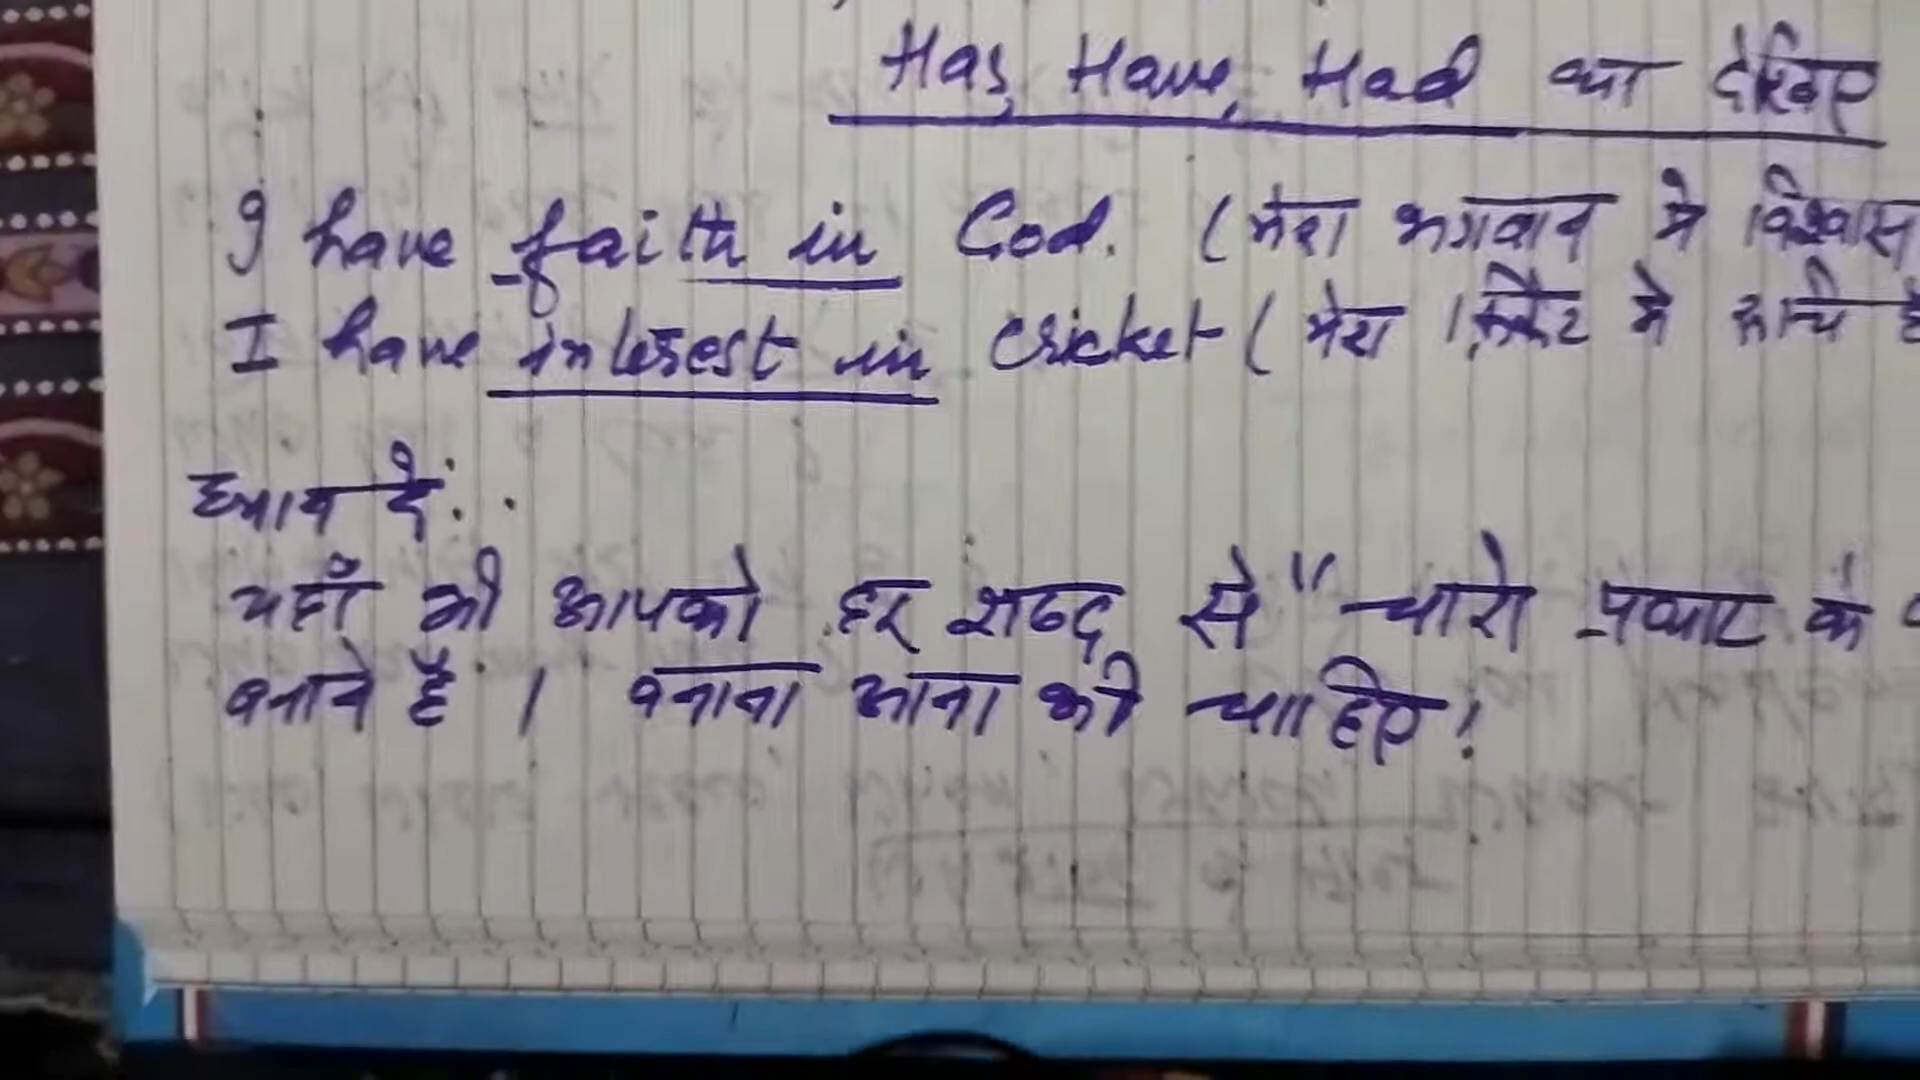 Has, Have, Had का देखिए
I have faith in God. (मेरा भगवान में विश्वास
I have interest in cricket (मेरा क्रिकेट में रूचि है
ध्यान दें:
यहाँ भी आपको हर शब्द से "चारो प्रकार के
बनाने हैं । बनाना आना भी चाहिए!